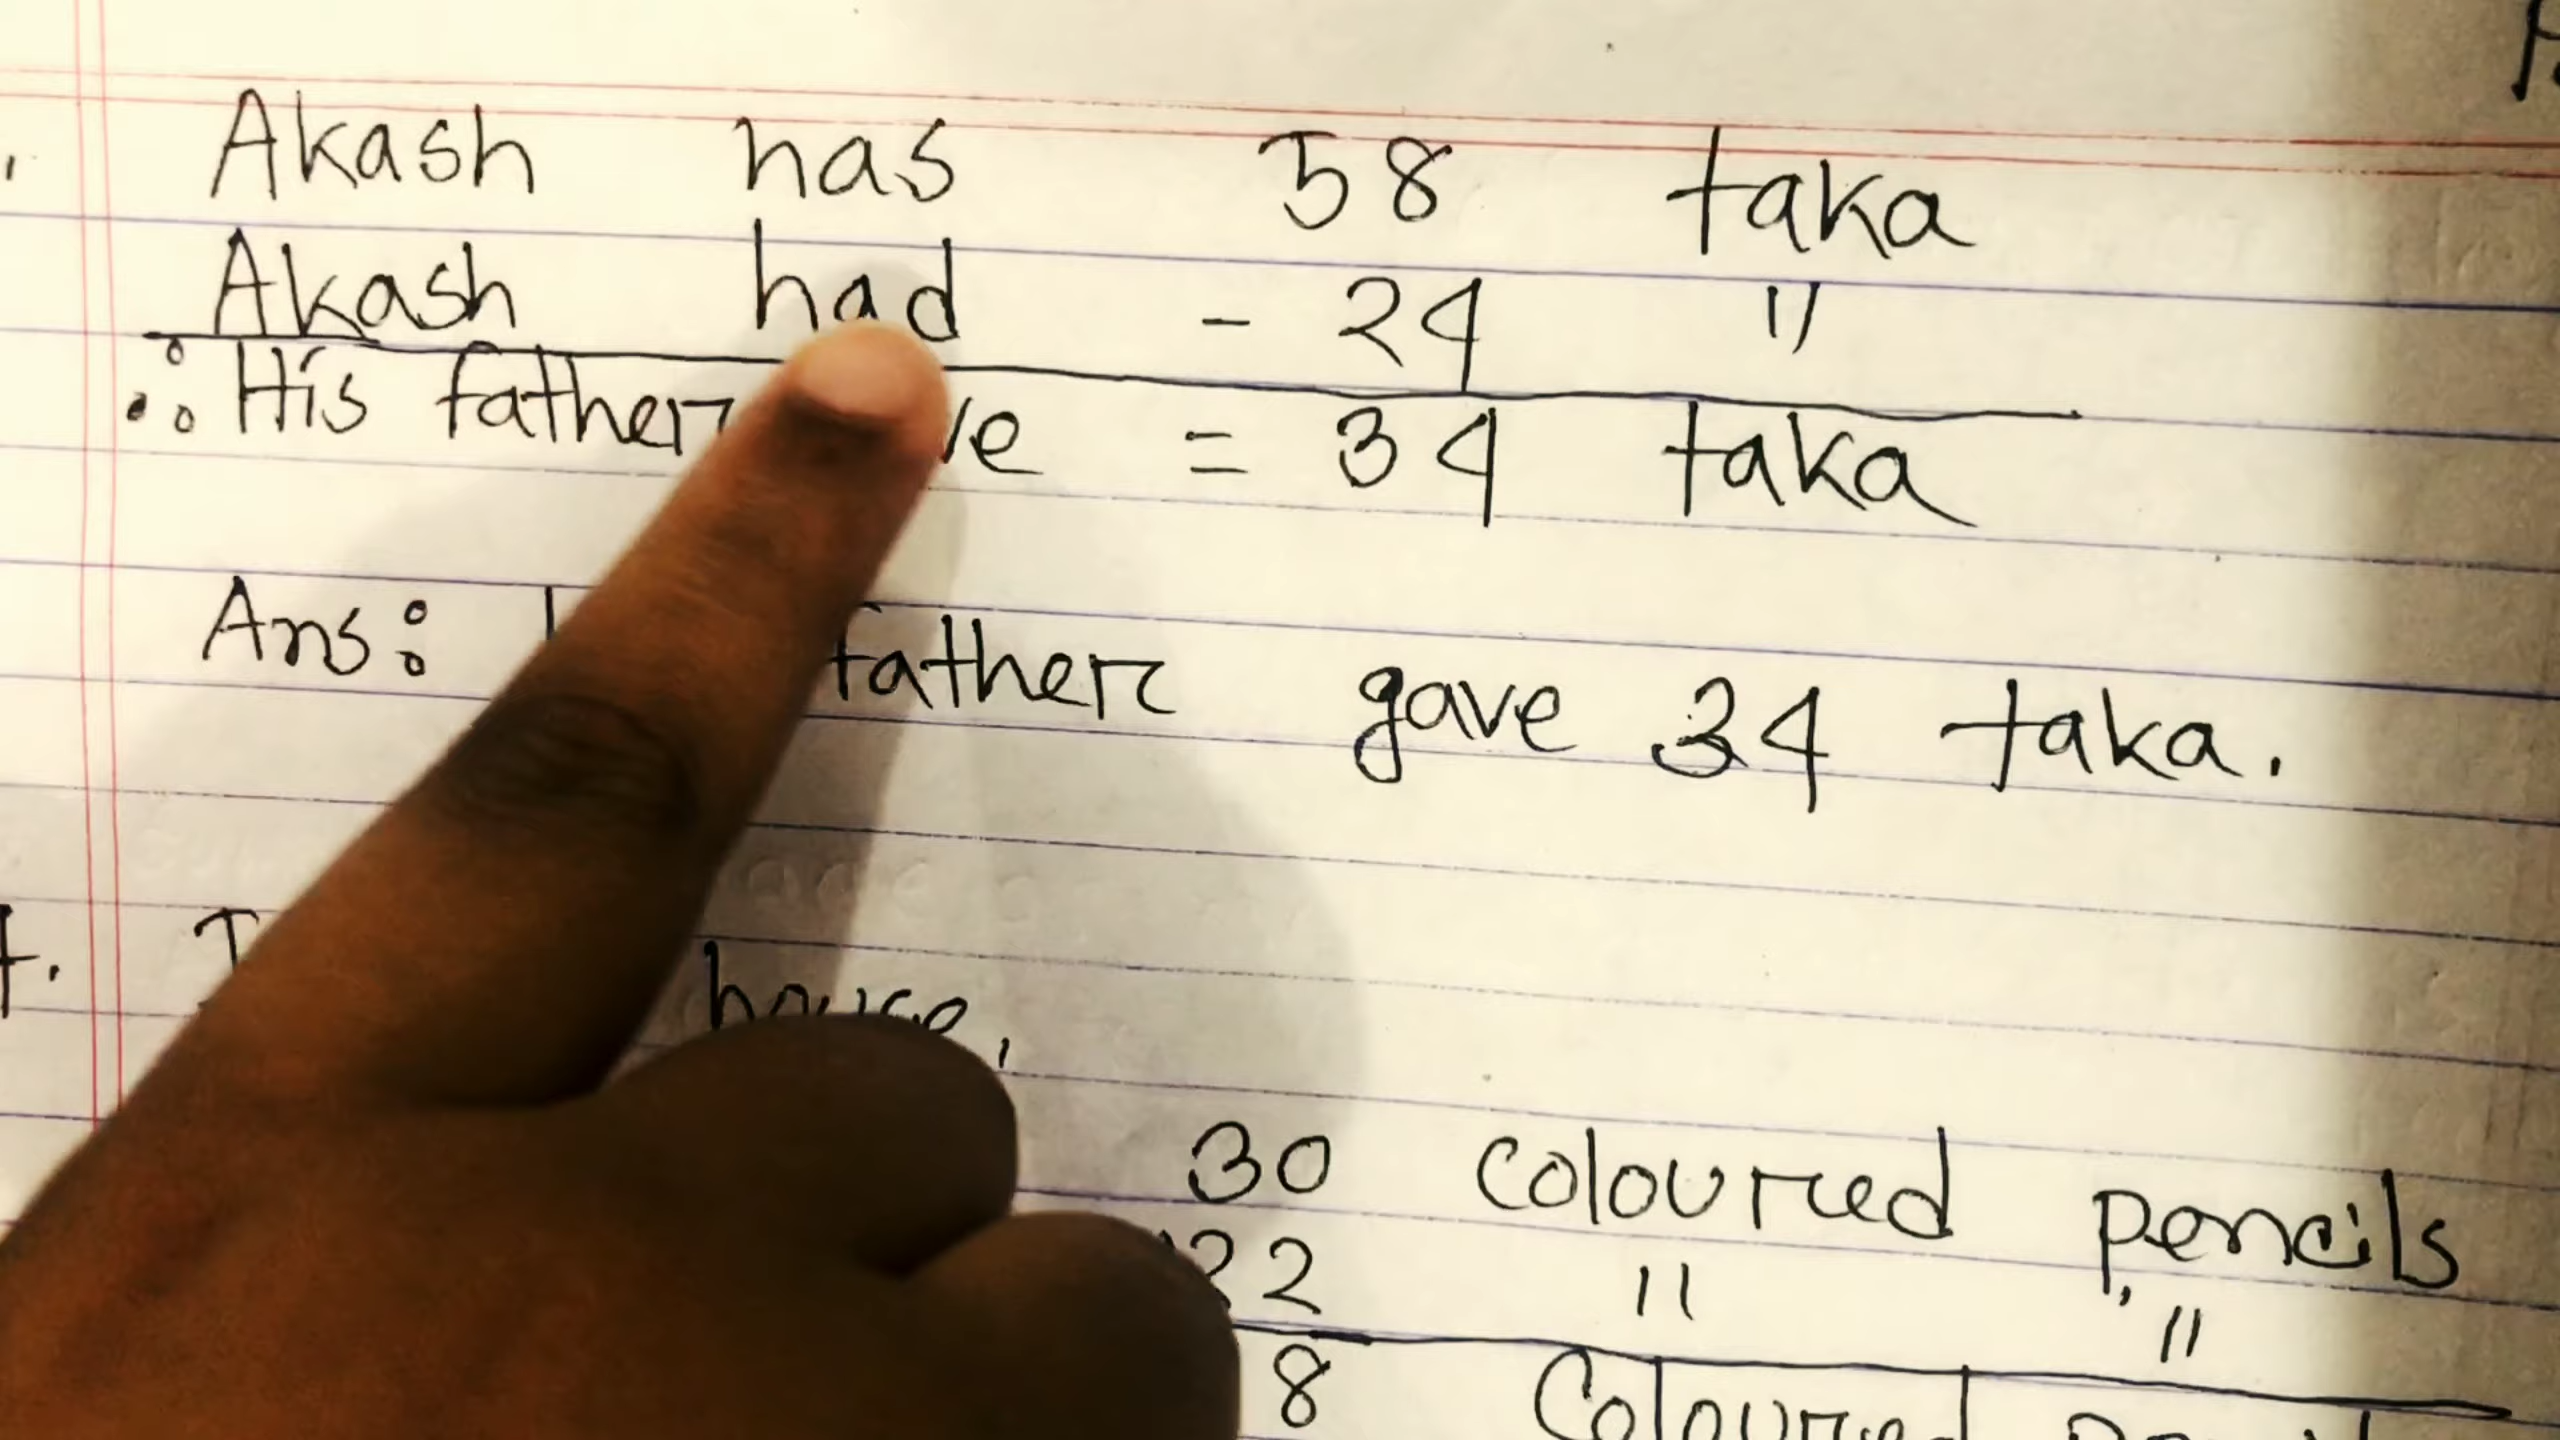 Akash has 58 taka
Akash had - 24 "
∴ His father = 34 taka
Ans: father gave 34 taka.
house,
30 coloured pencils
22 " "
8 Coloured